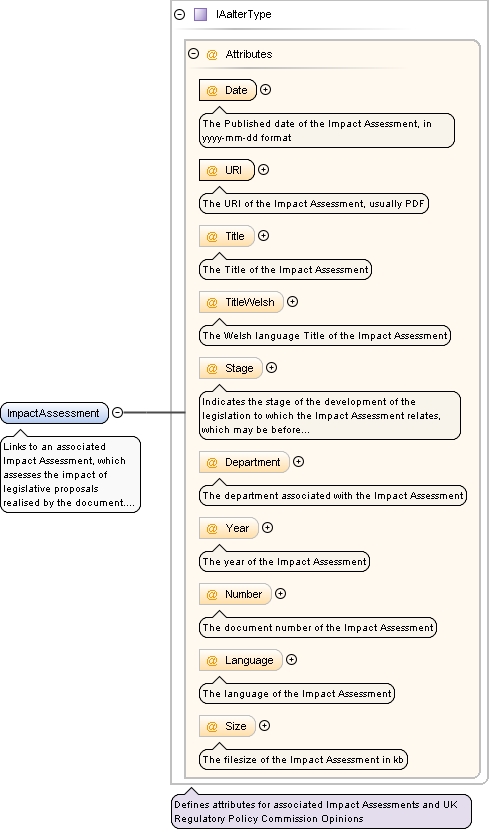 IAalterType
@ Attributes
@ Date
The Published date of the Impact Assessment, in
yyyy-mm-dd format
@ URI
The URI of the Impact Assessment, usually PDF
@ Title
The Title of the Impact Assessment
@ TitleWelsh
The Welsh language Title of the Impact Assessment
@ Stage
Indicates the stage of the development of the
legislation to which the Impact Assessment relates,
which may be before...
ImpactAssessment
Links to an associated
Impact Assessment, which
assesses the impact of
legislative proposals
realised by the document....
@ Department
The department associated with the Impact Assessment
@ Year
The year of the Impact Assessment
@ Number
The document number of the Impact Assessment
@ Language
The language of the Impact Assessment
@ Size
The filesize of the Impact Assessment in kb
Defines attributes for associated Impact Assessments and UK
Regulatory Policy Commission Opinions